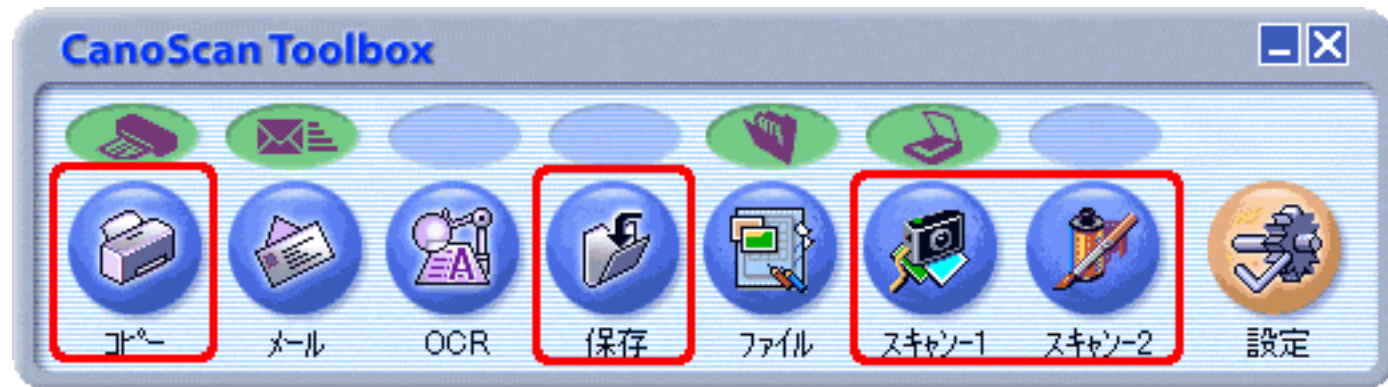 CanoScan Toolbox
ｺﾋﾟｰ ﾒｰﾙ OCR 保存 ﾌｧｲﾙ ｽｷｬﾝ-1 ｽｷｬﾝ-2 設定